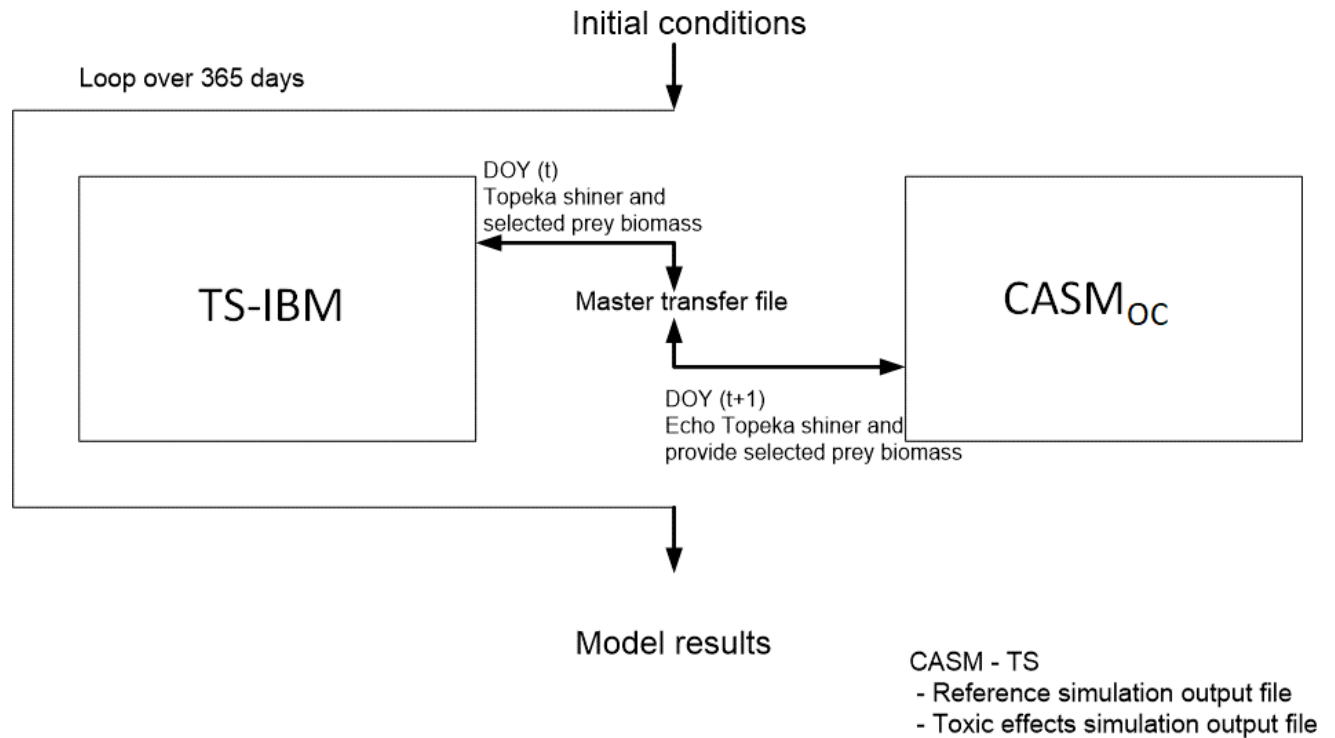 Initial conditions
Loop over 365 days
DOY (t)
Topeka shiner and
selected prey biomass
TS-IBM
Master transfer file
CASMOC
DOY (t+1)
Echo Topeka shiner and
provide selected prey biomass
Model results
CASM - TS
- Reference simulation output file
- Toxic effects simulation output file